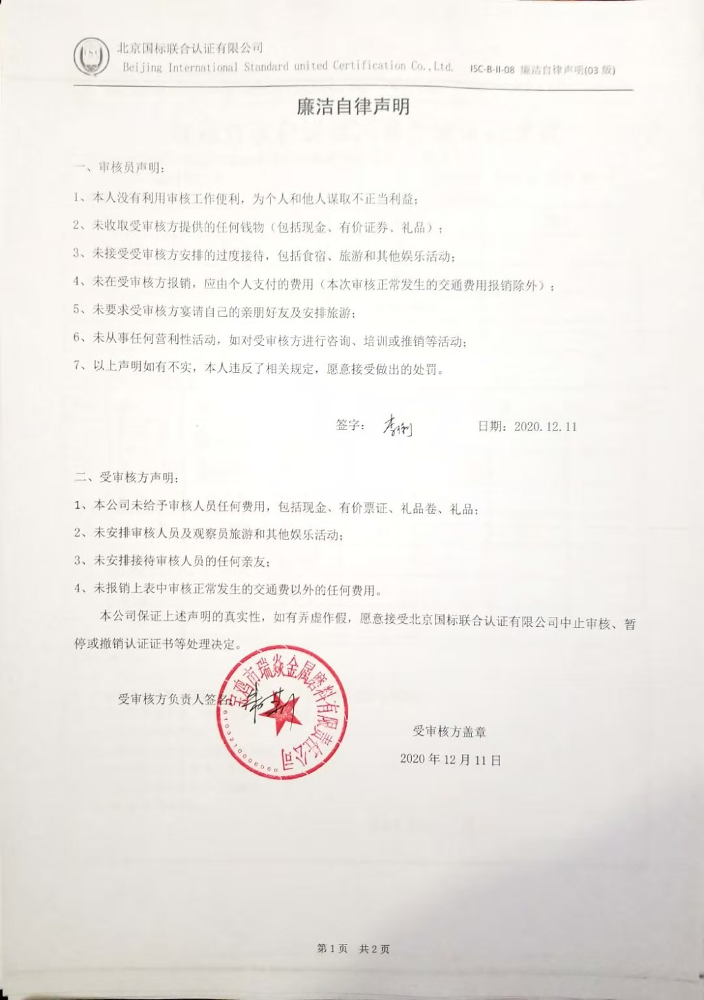 ISC
北京国标联合认证有限公司
Beijing International Standard united Certification Co.,Ltd.
ISC-B-II-08 廉洁自律声明(03 版)
廉洁自律声明
一、审核员声明：
1、本人没有利用审核工作便利，为个人和他人谋取不正当利益；
2、未收取受审核方提供的任何钱物（包括现金、有价证券、礼品）；
3、未接受受审核方安排的过度接待，包括食宿、旅游和其他娱乐活动；
4、未在受审核方报销，应由个人支付的费用（本次审核正常发生的交通费用报销除外）；
5、未要求受审核方宴请自己的亲朋好友及安排旅游；
6、未从事任何营利性活动，如对受审核方进行咨询、培训或推销等活动；
7、以上声明如有不实，本人违反了相关规定，愿意接受做出的处罚。
签字： 日期：2020.12.11
二、受审核方声明：
1、本公司未给予审核人员任何费用，包括现金、有价票证、礼品卷、礼品；
2、未安排审核人员及观察员旅游和其他娱乐活动；
3、未安排接待审核人员的任何亲友；
4、未报销上表中审核正常发生的交通费以外的任何费用。
本公司保证上述声明的真实性，如有弄虚作假，愿意接受北京国标联合认证有限公司中止审核、暂
停或撤销认证证书等处理决定。
宝鸡市瑞焱金属磨料有限责任公司
受审核方负责人签名：
受审核方盖章
2020 年 12 月 11 日
第 1 页 共 2 页